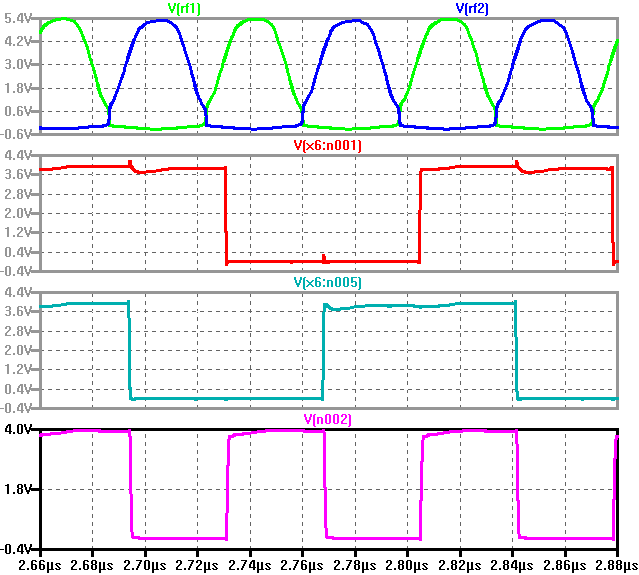 V(rf1) V(rf2)
5.4V
4.2V
3.0V
1.8V
0.6V
-0.6V
V(x6:n001)
4.4V
3.6V
2.8V
2.0V
1.2V
0.4V
-0.4V
V(x6:n005)
4.4V
3.6V
2.8V
2.0V
1.2V
0.4V
-0.4V
V(n002)
4.0V
1.8V
-0.4V
2.66µs 2.68µs 2.70µs 2.72µs 2.74µs 2.76µs 2.78µs 2.80µs 2.82µs 2.84µs 2.86µs 2.88µs